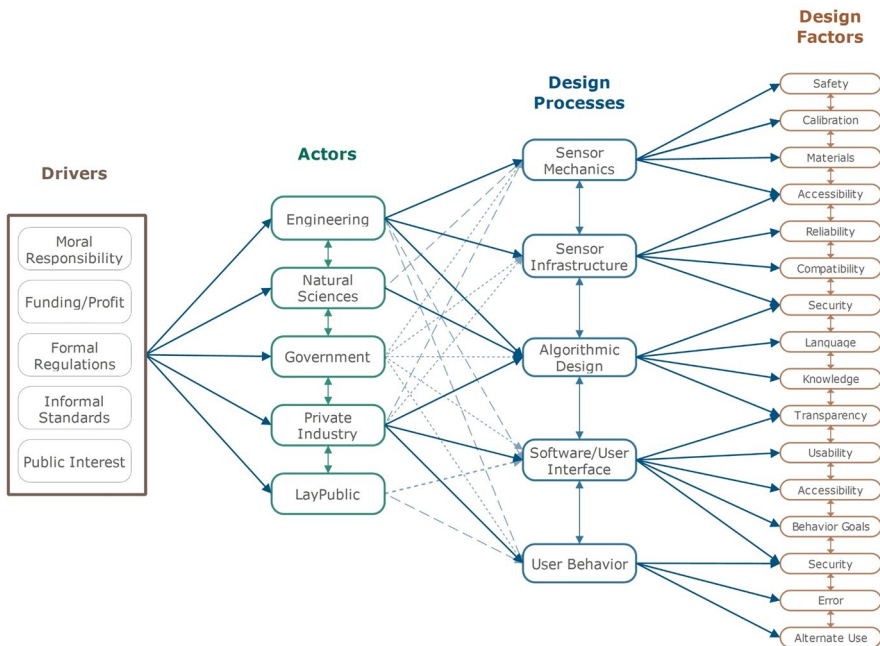 Drivers
Moral
Responsibility
Funding/Profit
Formal
Regulations
Informal
Standards
Public Interest
Actors
Engineering
Natural
Sciences
Government
Private
Industry
LayPublic
Design
Processes
Sensor
Mechanics
Sensor
Infrastructure
Algorithmic
Design
Software/User
Interface
User Behavior
Design
Factors
Safety
Calibration
Materials
Accessibility
Reliability
Compatibility
Security
Language
Knowledge
Transparency
Usability
Accessibility
Behavior Goals
Security
Error
Alternate Use